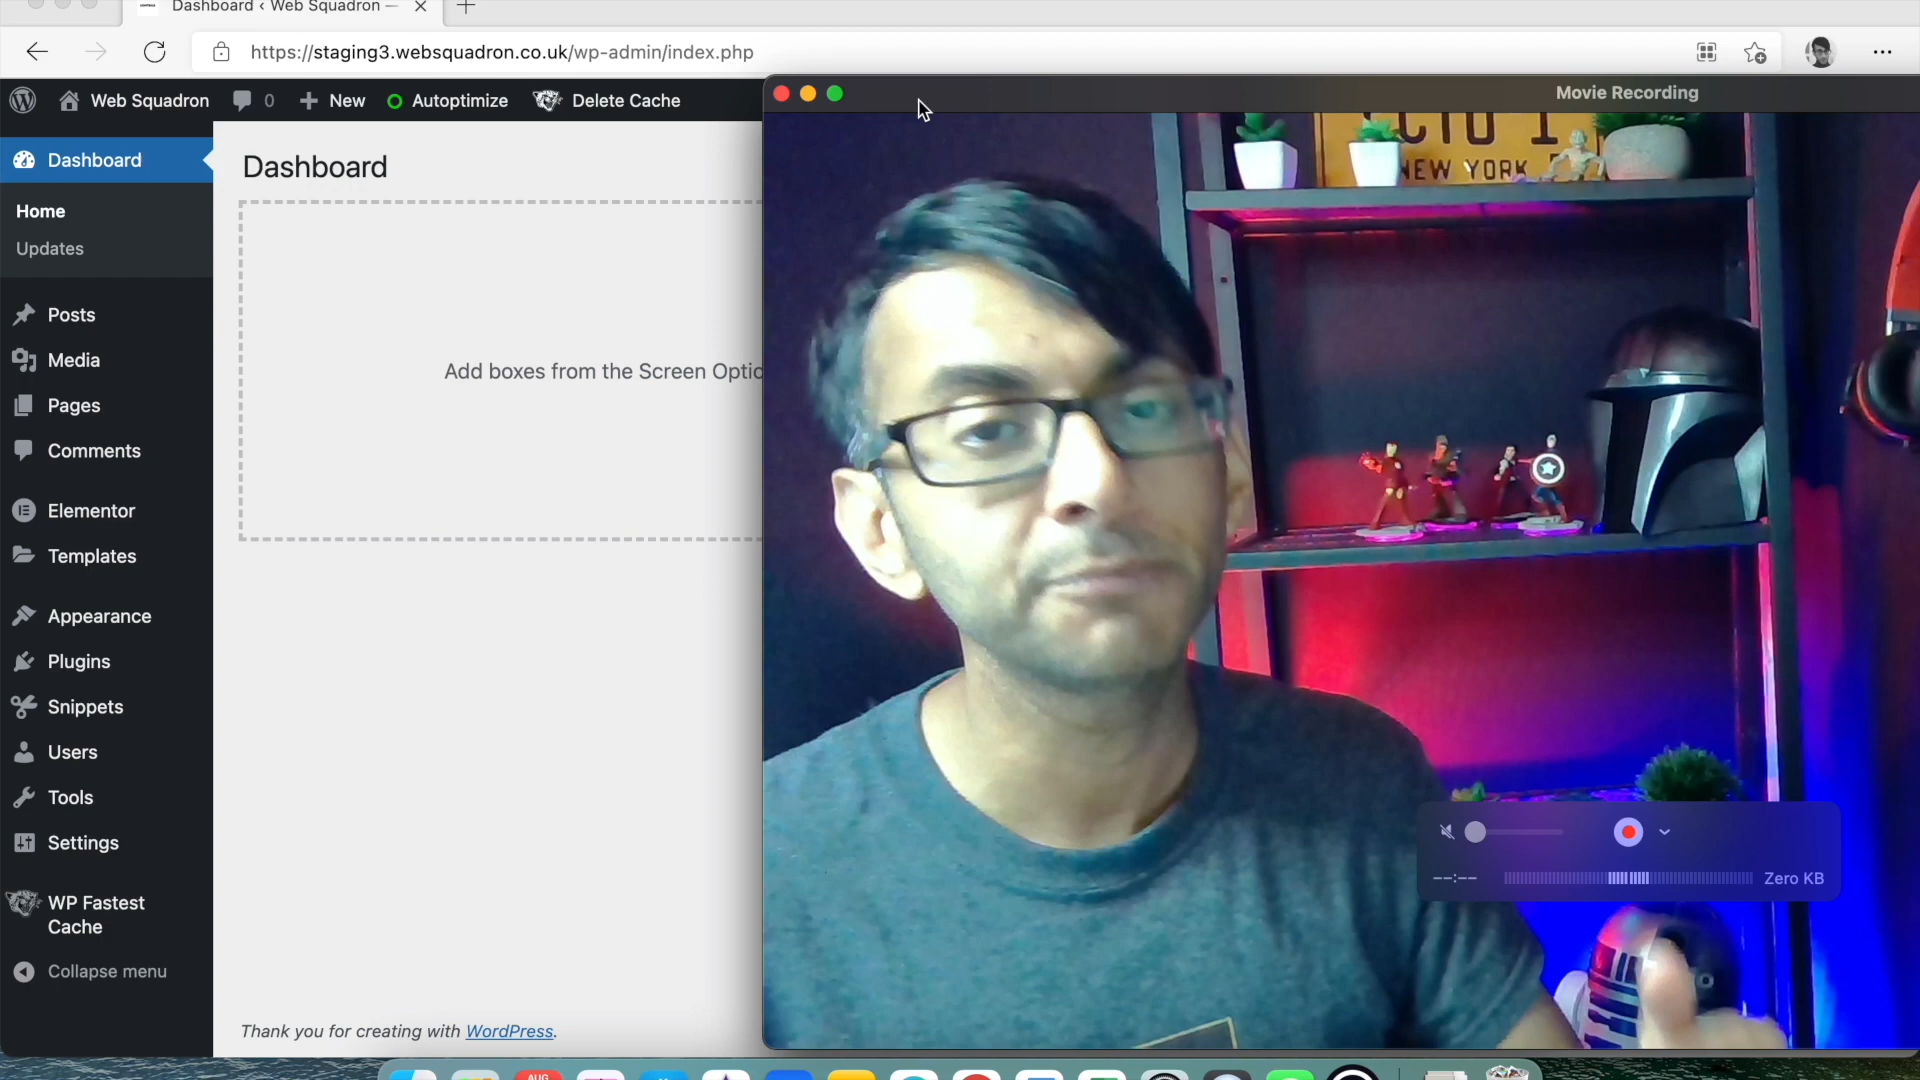 Dashboard ‹ Web Squadron —
https://staging3.websquadron.co.uk/wp-admin/index.php
Web Squadron
0
New
Autoptimize
Delete Cache
Movie Recording
Dashboard
Home
Updates
Posts
Media
Pages
Comments
Elementor
Templates
Appearance
Plugins
Snippets
Users
Tools
Settings
WP Fastest
Cache
Collapse menu
Dashboard
Add boxes from the Screen Optio
Thank you for creating with WordPress.
NEW YORK
--:--
Zero KB
AUG